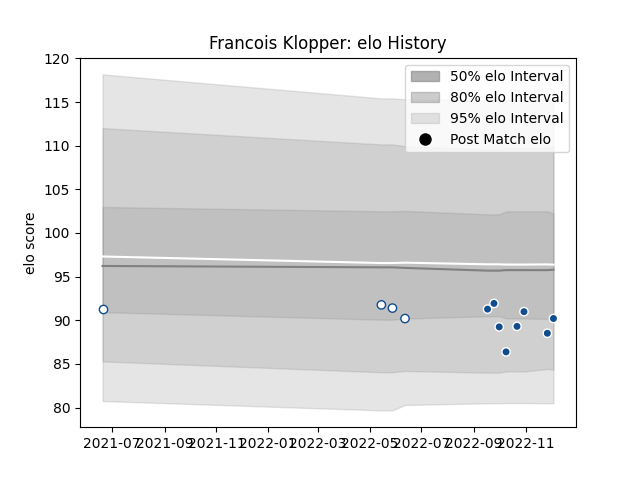 Francois Klopper: elo History
120
115
110
105
100
95
90
85
80
elo score
50% elo Interval
80% elo Interval
95% elo Interval
Post Match elo
2021-07 2021-09 2021-11 2022-01 2022-03 2022-05 2022-07 2022-09 2022-11